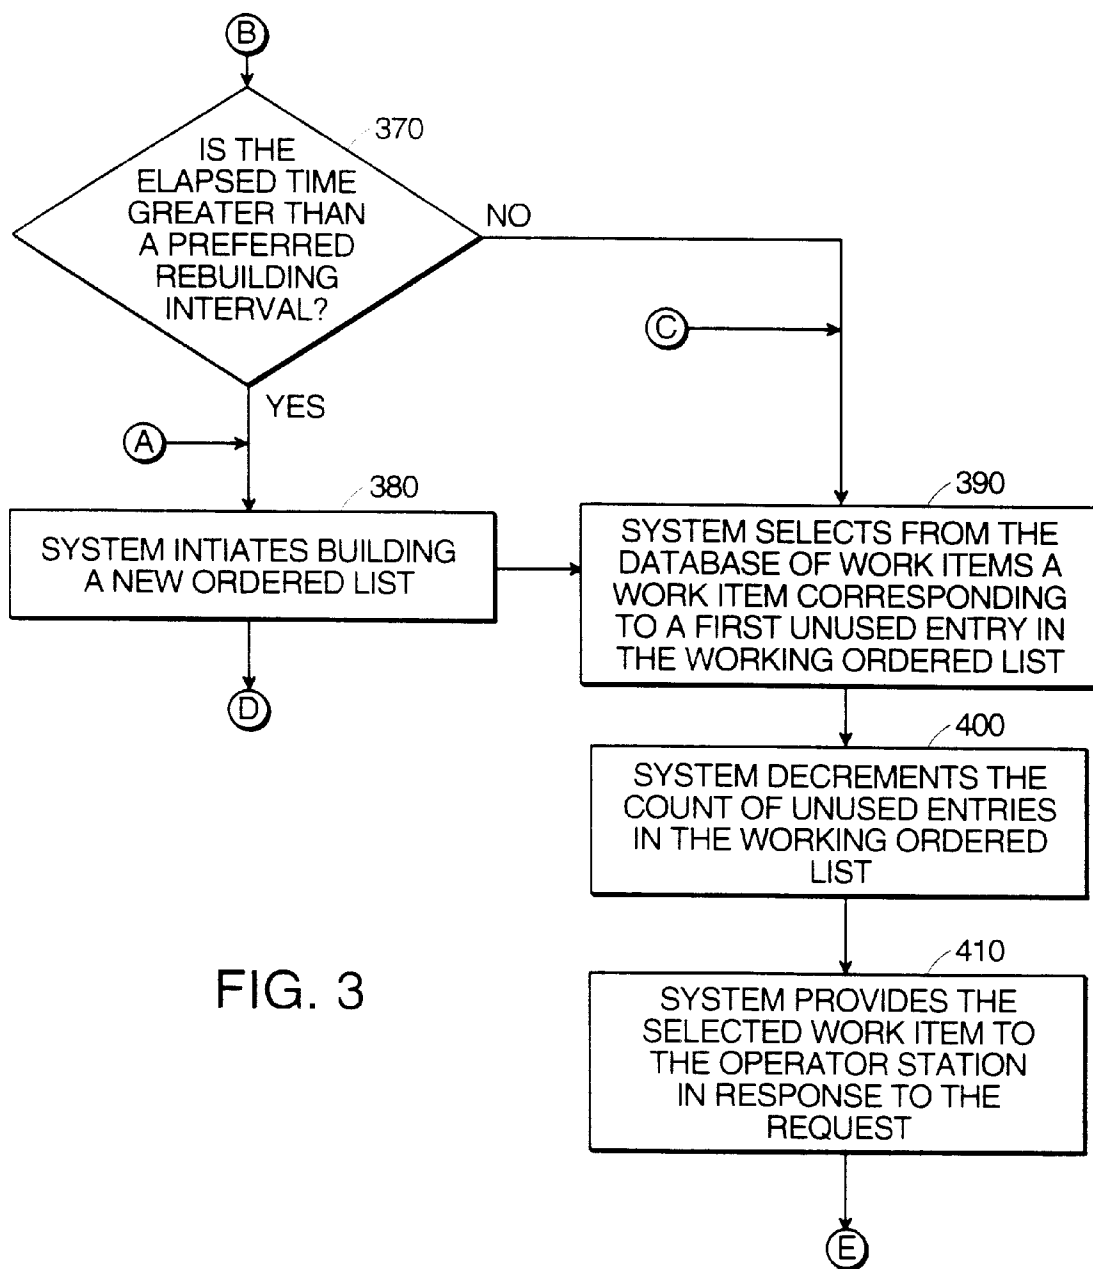 B
370
IS THE
ELAPSED TIME
GREATER THAN
A PREFERRED
REBUILDING
INTERVAL?
NO
C
YES
A
380
SYSTEM INTIATES BUILDING
A NEW ORDERED LIST
D
390
SYSTEM SELECTS FROM THE
DATABASE OF WORK ITEMS A
WORK ITEM CORRESPONDING
TO A FIRST UNUSED ENTRY IN
THE WORKING ORDERED LIST
400
SYSTEM DECREMENTS THE
COUNT OF UNUSED ENTRIES
IN THE WORKING ORDERED
LIST
410
SYSTEM PROVIDES THE
SELECTED WORK ITEM TO
THE OPERATOR STATION
IN RESPONSE TO THE
REQUEST
E
FIG. 3